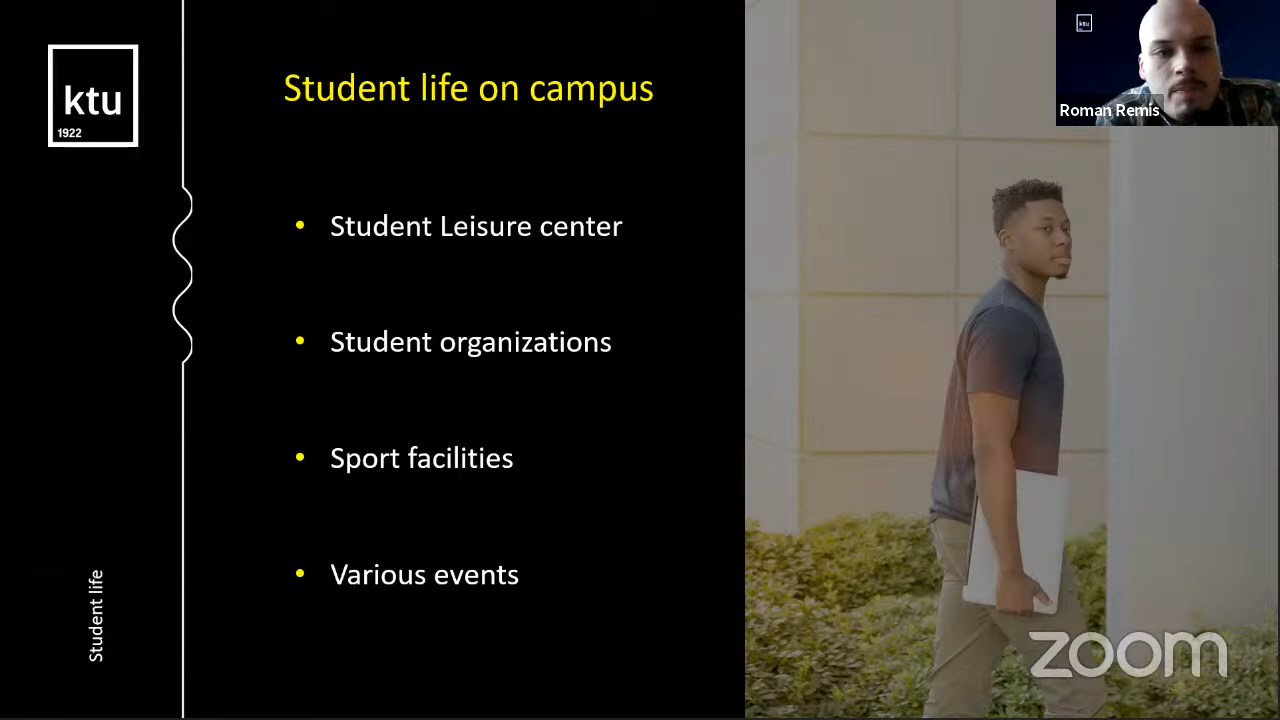 ktu
1922
Student life on campus
• Student Leisure center
• Student organizations
• Sport facilities
• Various events
Student life
ktu
Roman Remis
zoom